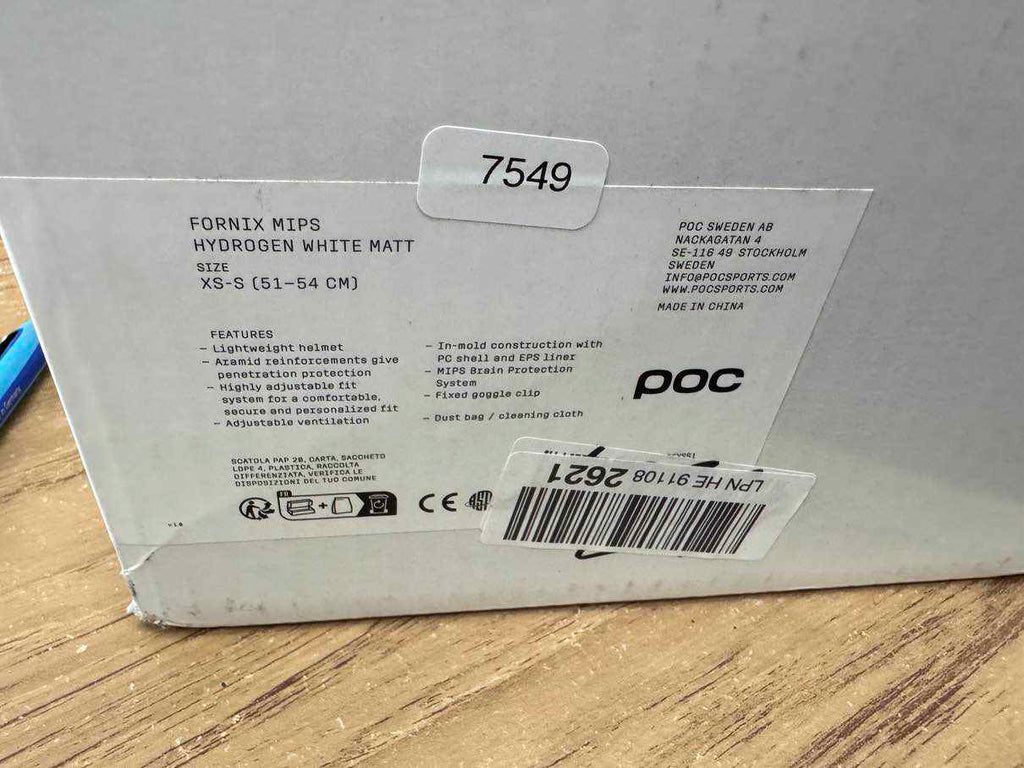 7549
FORNIX MIPS
HYDROGEN WHITE MATT
SIZE
XS-S (51–54 CM)
POC SWEDEN AB
NACKAGATAN 4
SE-116 49 STOCKHOLM
SWEDEN
INFO@POCSPORTS.COM
WWW.POCSPORTS.COM
MADE IN CHINA
FEATURES
– Lightweight helmet
– Aramid reinforcements give
penetration protection
– Highly adjustable fit
system for a comfortable,
secure and personalized fit
– Adjustable ventilation
– In-mold construction with
PC shell and EPS liner
– MIPS Brain Protection
System
– Fixed goggle clip
– Dust bag / cleaning cloth
poc
SCATOLA PAP 20, CARTA, SACCHETO
LDPE 4, PLASTICA, RACCOLTA
DIFFERENZIATA, VERIFICA LE
DISPOSIZIONI DEL TUO COMUNE
FR
+
CE
V 1.0
LPN HE 91108 2621